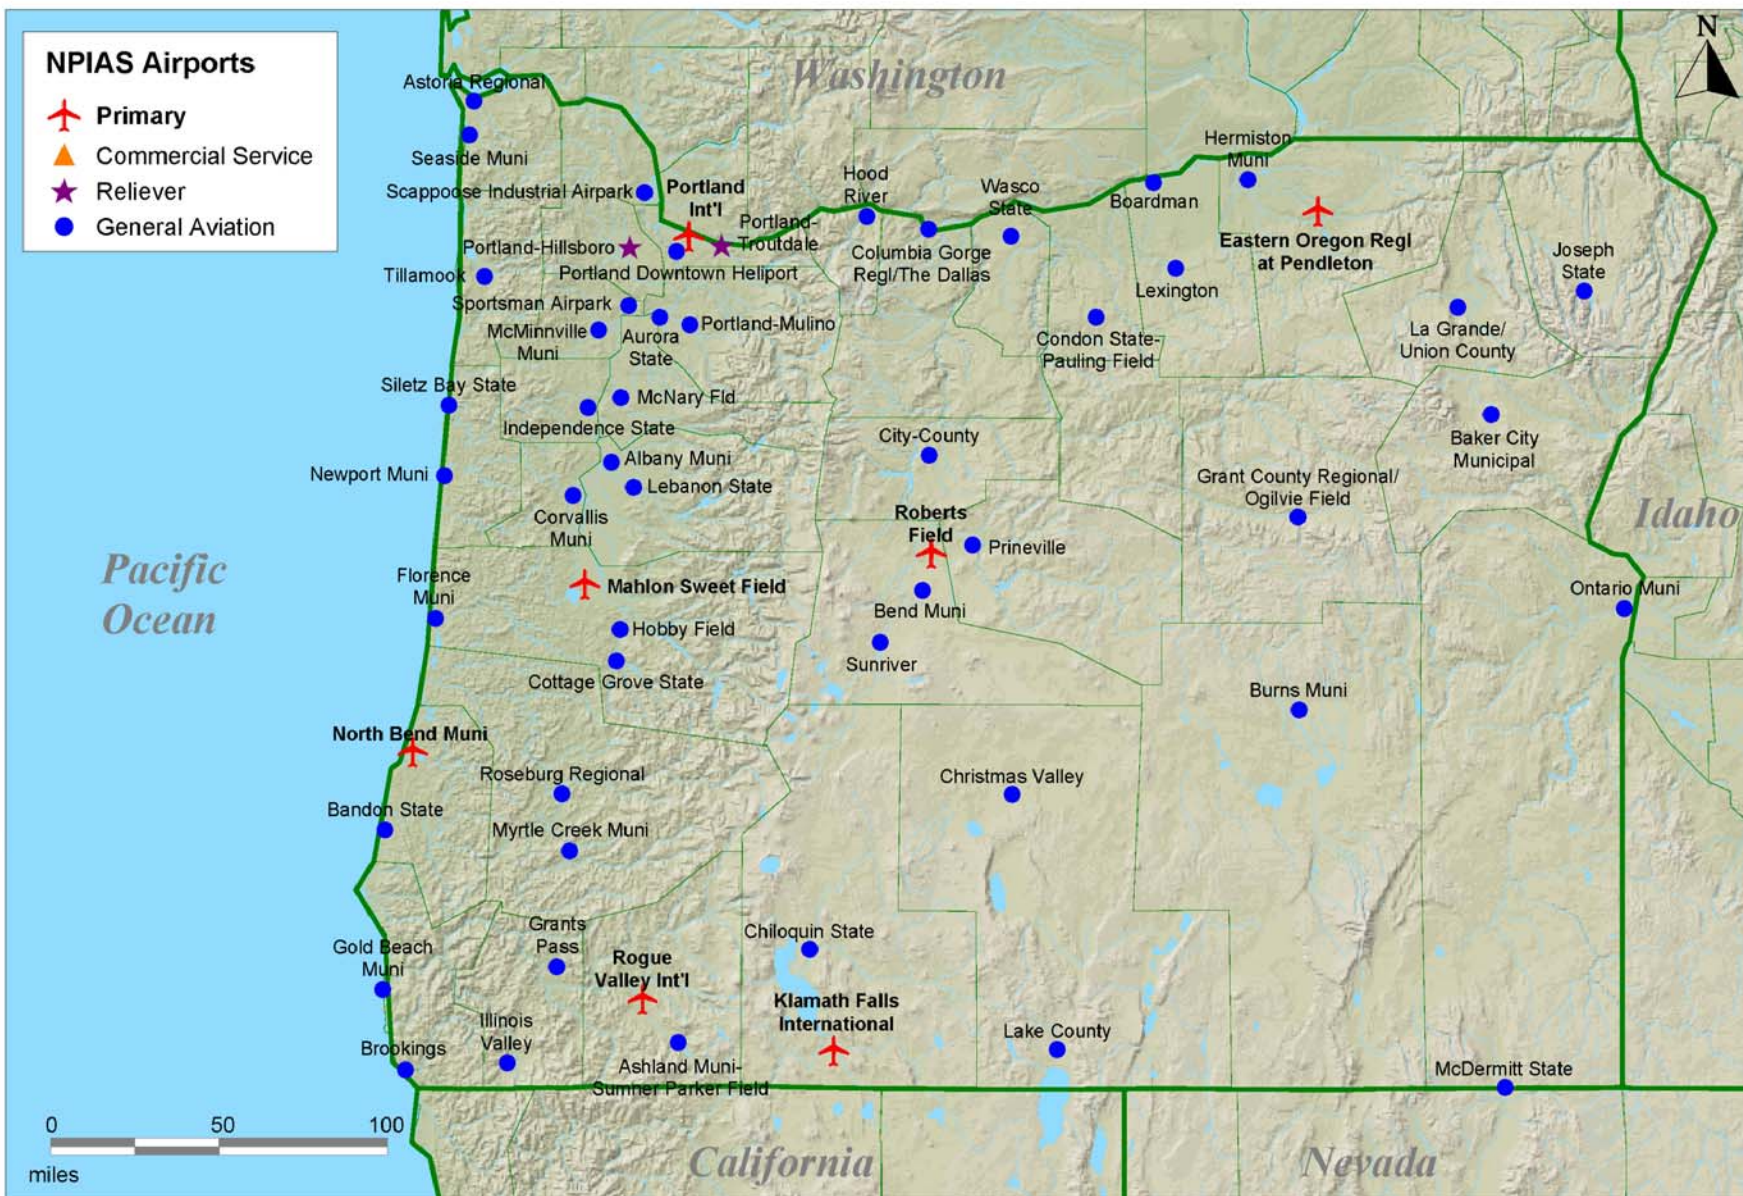 NPIAS Airports
Primary
Commercial Service
Reliever
General Aviation
Washington
N
Astoria Regional
Seaside Muni
Scappoose Industrial Airpark
Portland
Int'l
Hood
River
Wasco
State
Hermiston
Muni
Boardman
Portland-
Troutdale
Portland-Hillsboro
Portland Downtown Heliport
Columbia Gorge
Regl/The Dallas
Eastern Oregon Regl
at Pendleton
Joseph
State
Tillamook
Lexington
Sportsman Airpark
McMinnville
Muni
Aurora
State
Portland-Mulino
Condon State-
Pauling Field
La Grande/
Union County
Siletz Bay State
McNary Fld
Independence State
City-County
Baker City
Municipal
Newport Muni
Albany Muni
Lebanon State
Corvallis
Muni
Grant County Regional/
Ogilvie Field
Idaho
Roberts
Field
Prineville
Pacific
Ocean
Florence
Muni
Mahlon Sweet Field
Bend Muni
Ontario Muni
Hobby Field
Sunriver
Cottage Grove State
Burns Muni
North Bend Muni
Roseburg Regional
Christmas Valley
Bandon State
Myrtle Creek Muni
Grants
Pass
Chiloquin State
Gold Beach
Muni
Rogue
Valley Int'l
Klamath Falls
International
Illinois
Valley
Lake County
Brookings
Ashland Muni-
Sumner Parker Field
McDermitt State
0 50 100
miles
California
Nevada